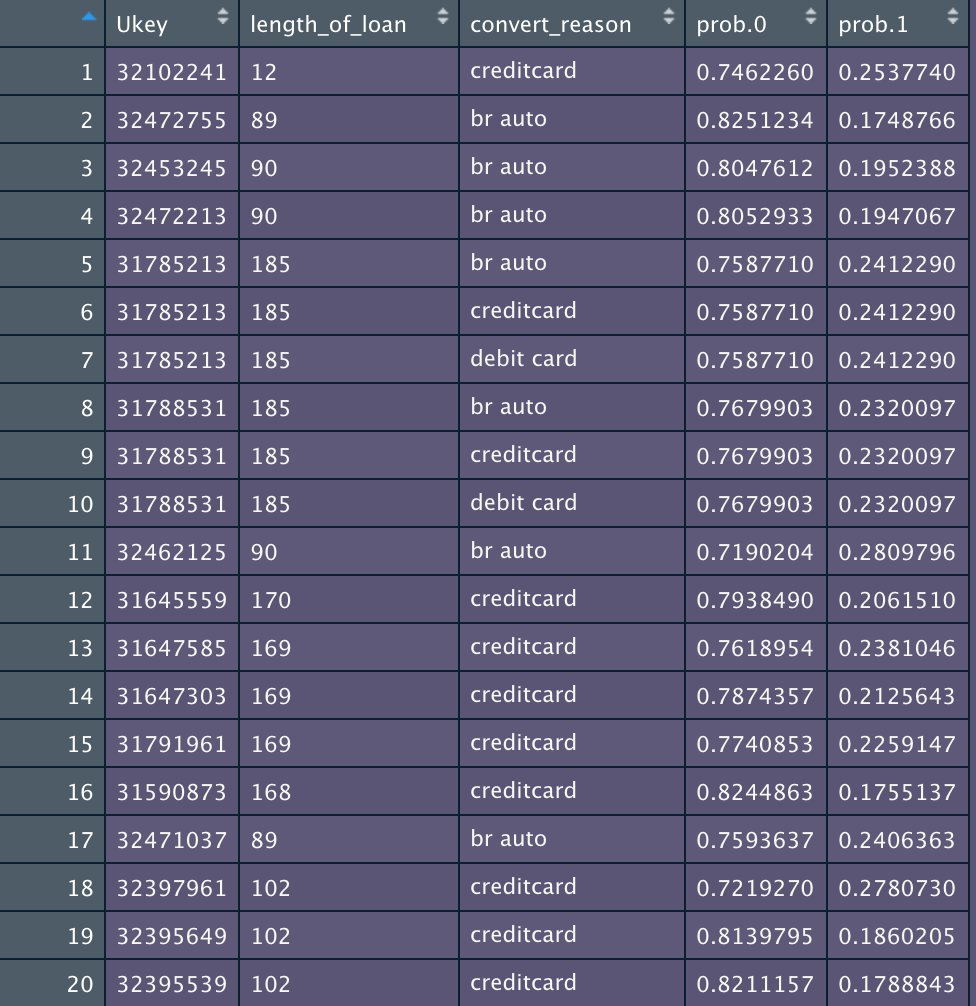 Ukey length_of_loan convert_reason prob.0 prob.1
1 32102241 12 creditcard 0.7462260 0.2537740
2 32472755 89 br auto 0.8251234 0.1748766
3 32453245 90 br auto 0.8047612 0.1952388
4 32472213 90 br auto 0.8052933 0.1947067
5 31785213 185 br auto 0.7587710 0.2412290
6 31785213 185 creditcard 0.7587710 0.2412290
7 31785213 185 debit card 0.7587710 0.2412290
8 31788531 185 br auto 0.7679903 0.2320097
9 31788531 185 creditcard 0.7679903 0.2320097
10 31788531 185 debit card 0.7679903 0.2320097
11 32462125 90 br auto 0.7190204 0.2809796
12 31645559 170 creditcard 0.7938490 0.2061510
13 31647585 169 creditcard 0.7618954 0.2381046
14 31647303 169 creditcard 0.7874357 0.2125643
15 31791961 169 creditcard 0.7740853 0.2259147
16 31590873 168 creditcard 0.8244863 0.1755137
17 32471037 89 br auto 0.7593637 0.2406363
18 32397961 102 creditcard 0.7219270 0.2780730
19 32395649 102 creditcard 0.8139795 0.1860205
20 32395539 102 creditcard 0.8211157 0.1788843